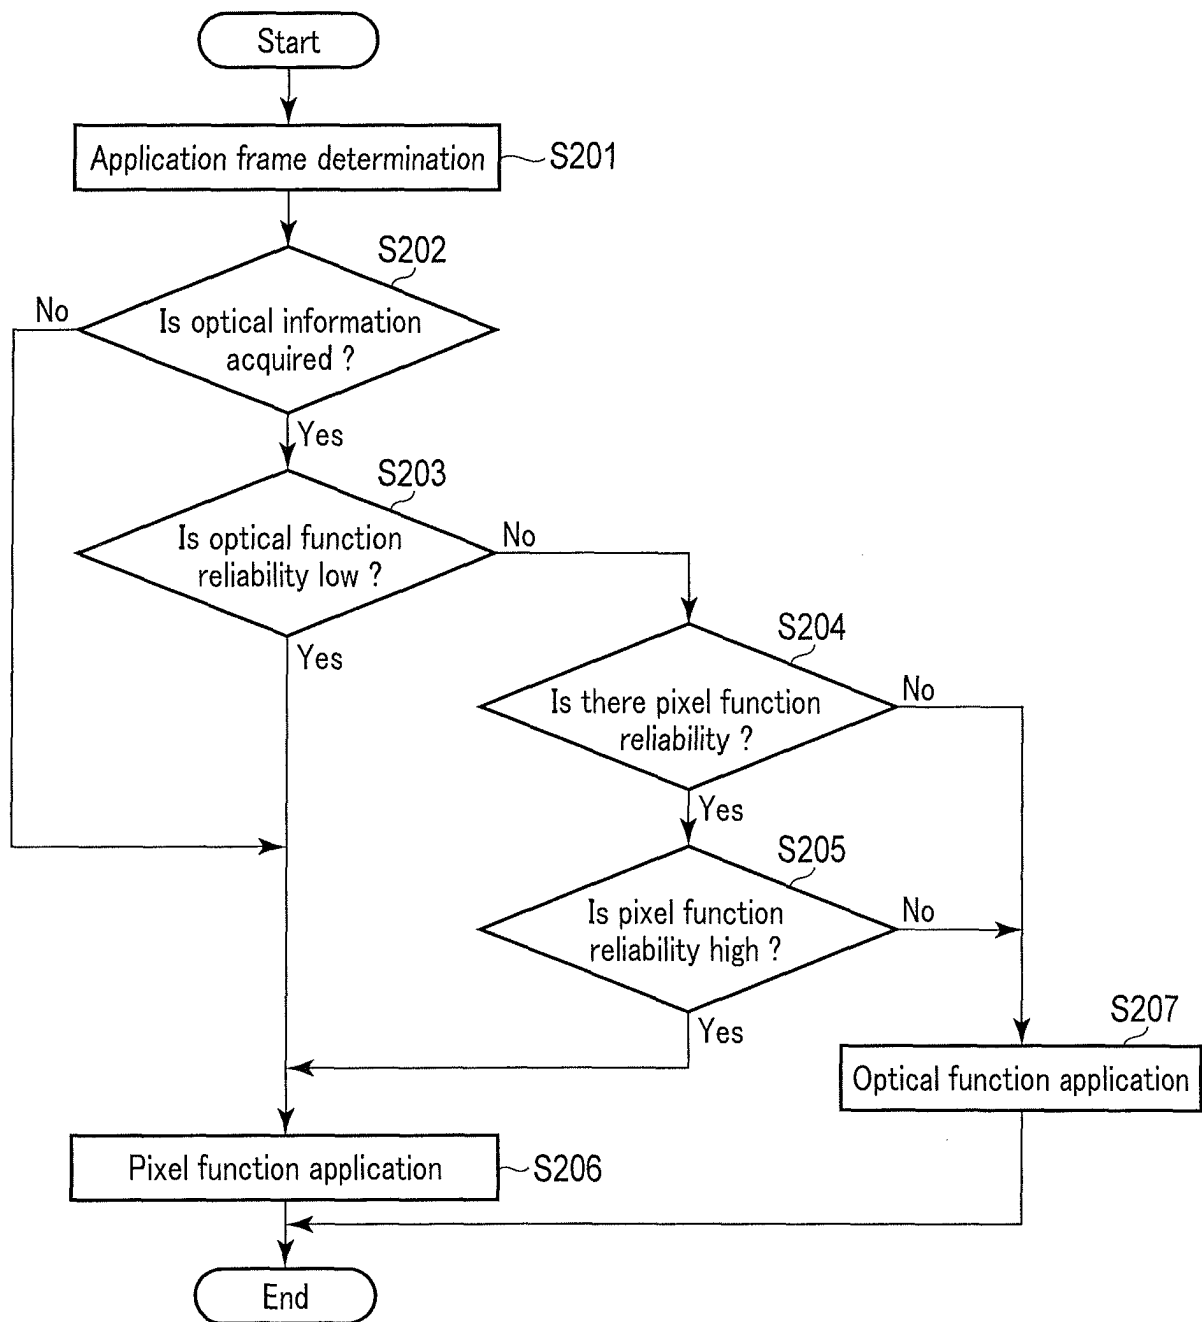 Start
Application frame determination
S201
S202
No
Is optical information
acquired ?
Yes
S203
Is optical function
reliability low ?
No
Yes
S204
Is there pixel function
reliability ?
No
Yes
S205
Is pixel function
reliability high ?
No
Yes
S207
Optical function application
Pixel function application
S206
End